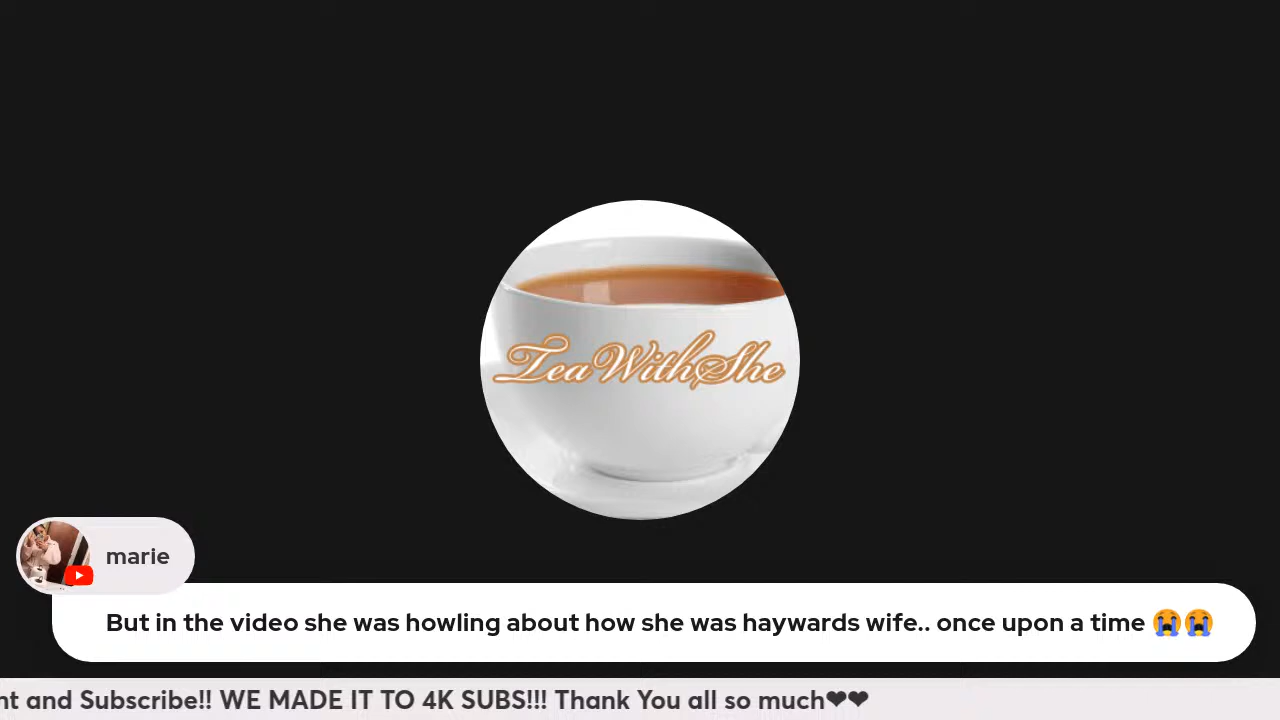 TeaWithShe
marie
But in the video she was howling about how she was haywards wife.. once upon a time 😭😭
nt and Subscribe!! WE MADE IT TO 4K SUBS!!! Thank You all so much❤❤